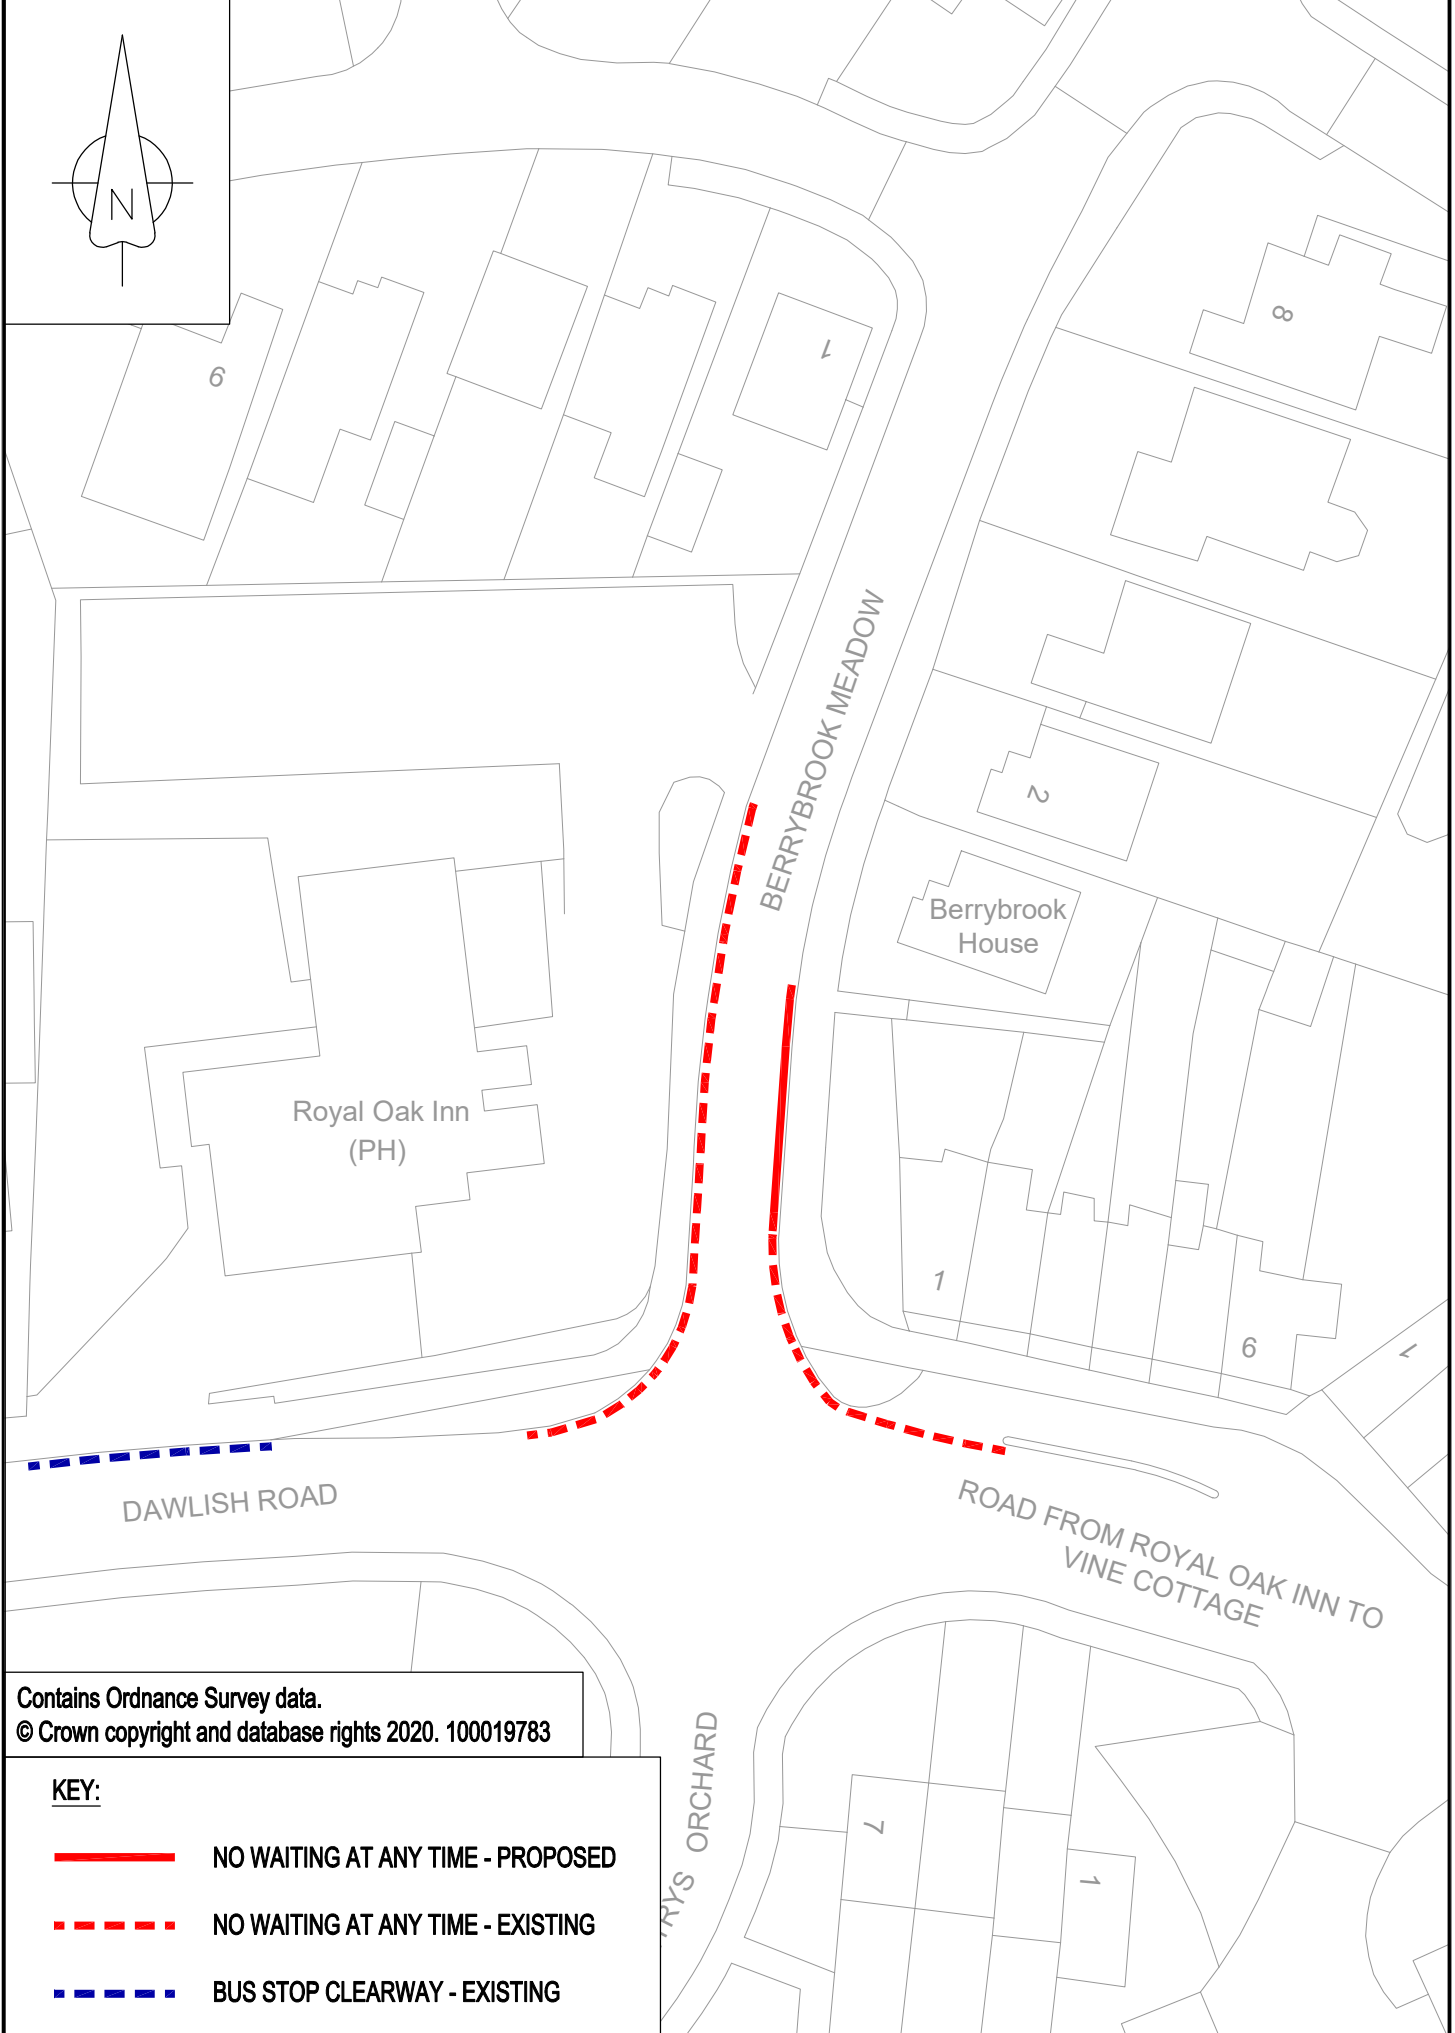 N
9
1
8
BERRYBROOK MEADOW
2
Berrybrook
House
Royal Oak Inn
(PH)
1
6
1
DAWLISH ROAD
ROAD FROM ROYAL OAK INN TO
VINE COTTAGE
Contains Ordnance Survey data.
© Crown copyright and database rights 2020. 100019783
ORCHARD
7
1
KEY:
NO WAITING AT ANY TIME - PROPOSED
NO WAITING AT ANY TIME - EXISTING
BUS STOP CLEARWAY - EXISTING